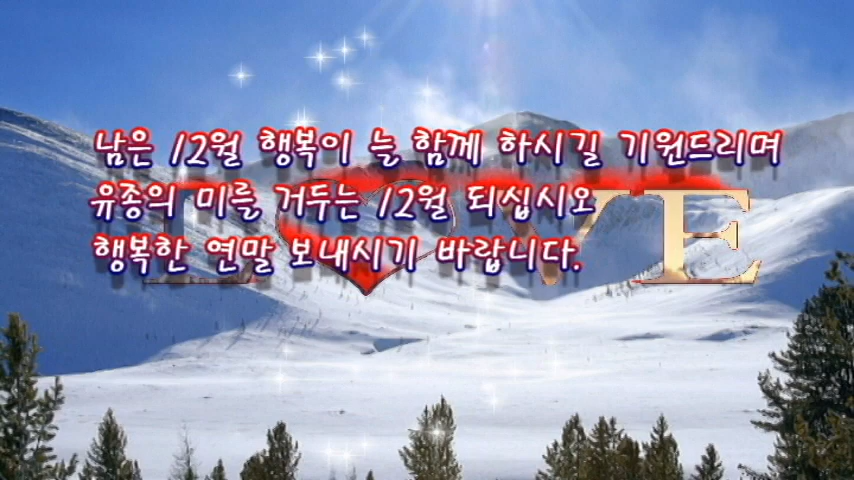 남은 12월 행복이 늘 함께 하시길 기원드리며
유종의 미를 거두는 12월 되십시오
행복한 연말 보내시기 바랍니다.
L VE